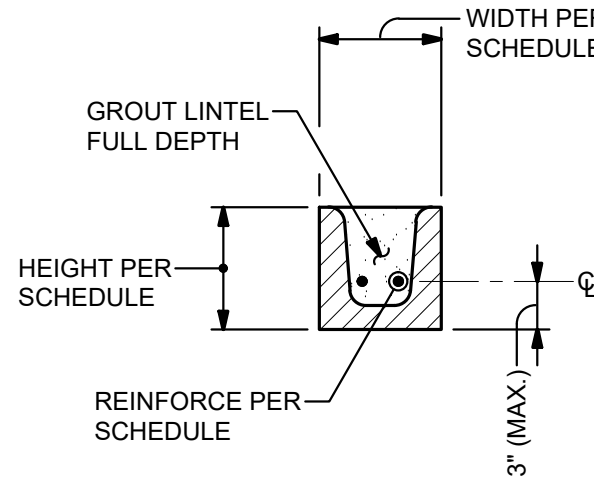 WIDTH PER
SCHEDULE
GROUT LINTEL
FULL DEPTH
HEIGHT PER
SCHEDULE
℄
REINFORCE PER
SCHEDULE
3" (MAX.)